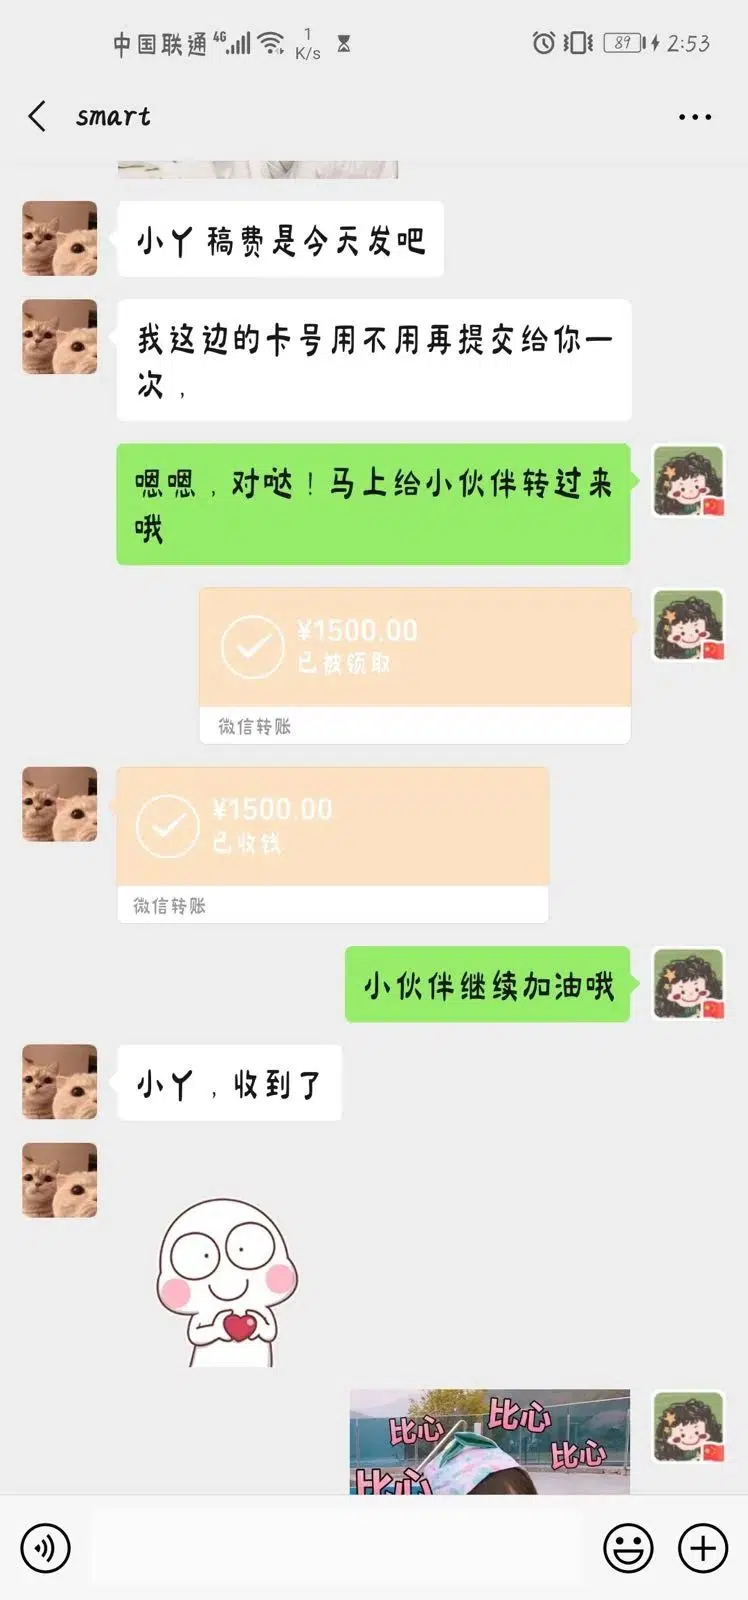 中国联通 4G 1 K/s 89 2:53
smart
小丫稿费是今天发吧
我这边的卡号用不用再提交给你一
次，
嗯嗯，对哒！马上给小伙伴转过来
哦
¥1500.00
已被领取
微信转账
¥1500.00
已收钱
微信转账
小伙伴继续加油哦
小丫，收到了
比心
比心
比心
比心